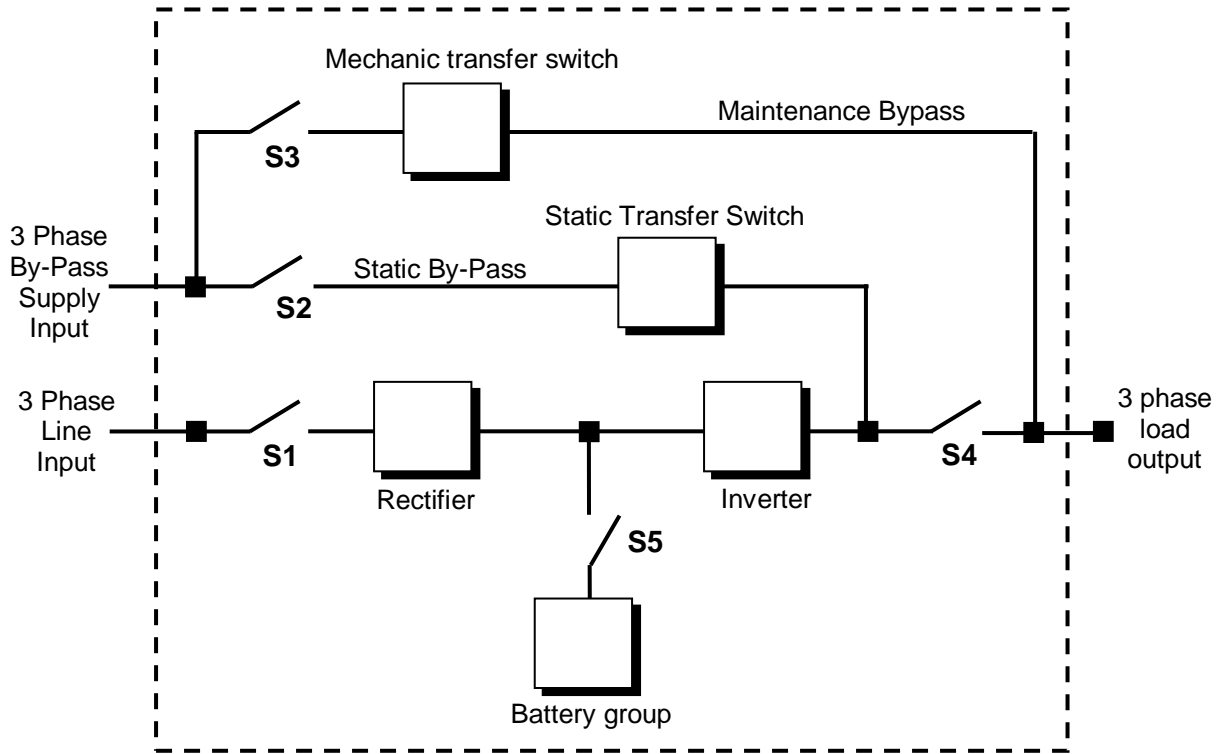 Mechanic transfer switch
Maintenance Bypass
S3
Static Transfer Switch
3 Phase
By-Pass
Supply
Input
Static By-Pass
S2
3 Phase
Line
Input
S1
Rectifier
Inverter
S4
3 phase
load
output
S5
Battery group